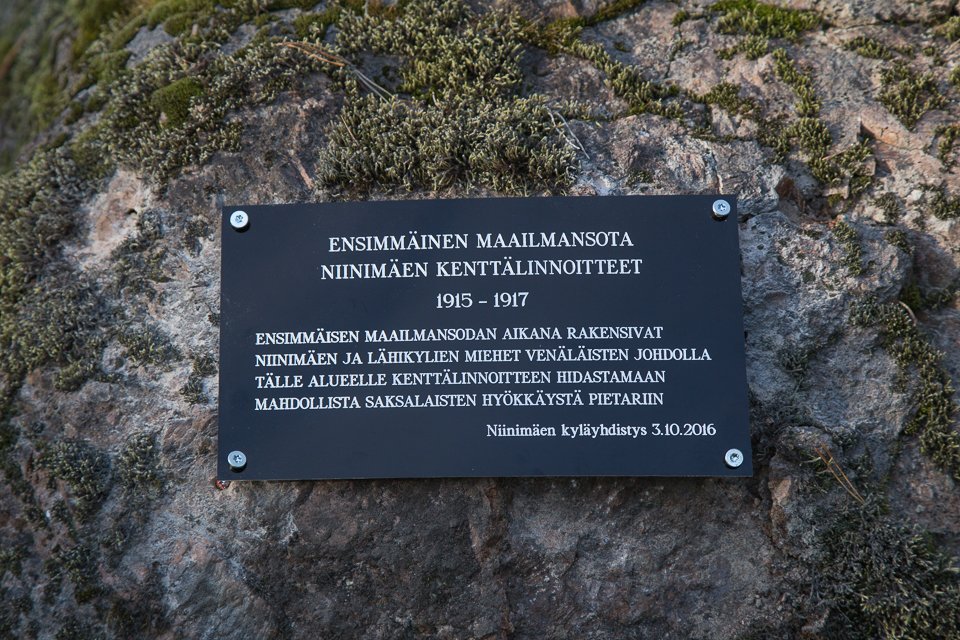 ENSIMMÄINEN MAAILMANSOTA
NIINIMÄEN KENTTÄLINNOITTEET
1915 – 1917
ENSIMMÄISEN MAAILMANSODAN AIKANA RAKENSIVAT
NIINIMÄEN JA LÄHIKYLIEN MIEHET VENÄLÄISTEN JOHDOLLA
TÄLLE ALUEELLE KENTTÄLINNOITTEEN HIDASTAMAAN
MAHDOLLISTA SAKSALAISTEN HYÖKKÄYSTÄ PIETARIIN
Niinimäen kyläyhdistys 3.10.2016